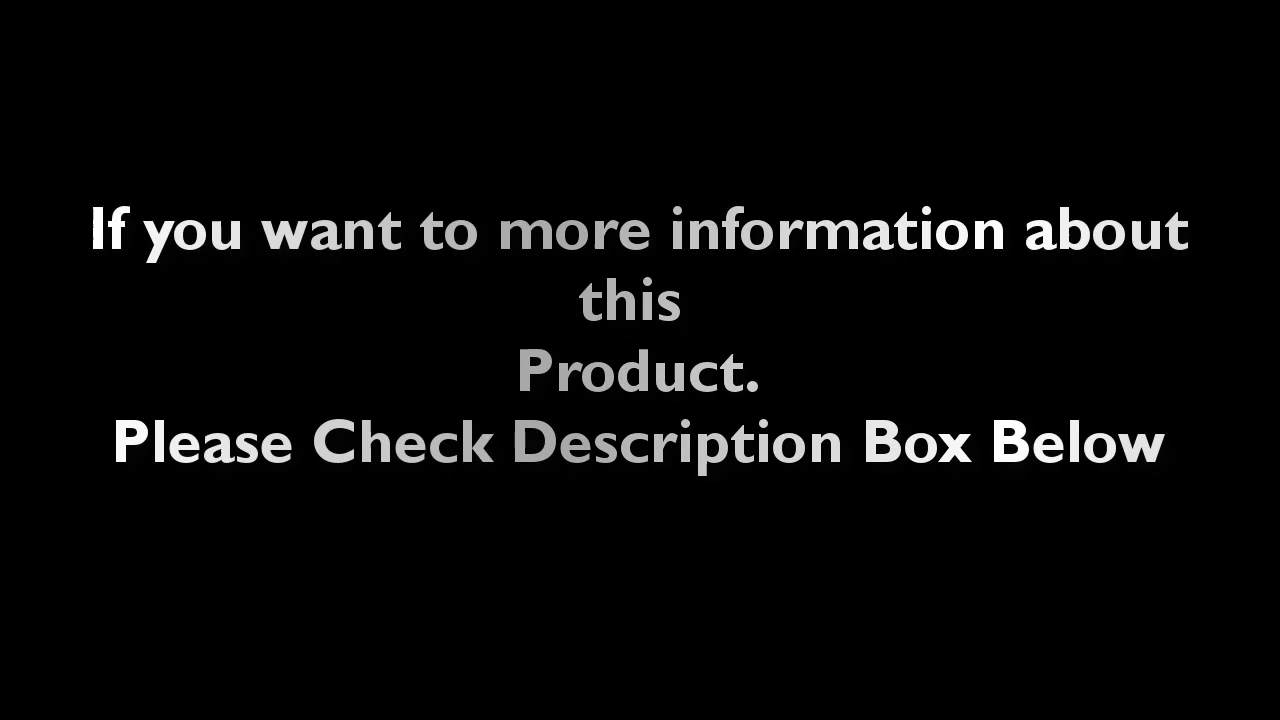 If you want to more information about
this
Product.
Please Check Description Box Below